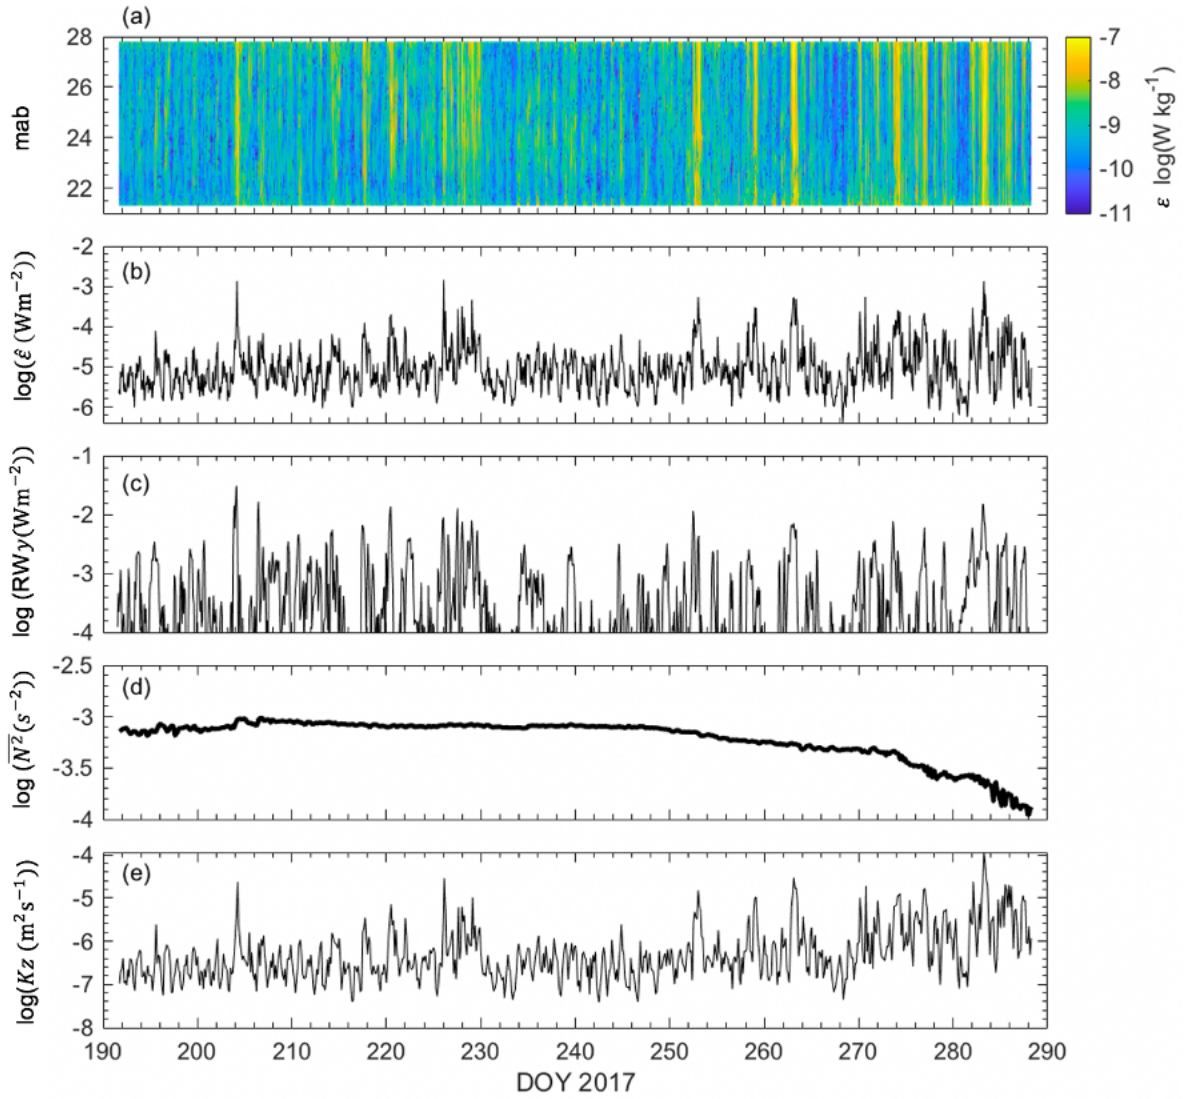 (a)
28
26
24
22
mab
-7
-8
-9
-10
-11
ε log(W kg⁻¹)
(b)
-2
-3
-4
-5
-6
log(ε̇ (Wm⁻²))
(c)
-1
-2
-3
-4
log (RWy(Wm⁻²))
(d)
-2.5
-3
-3.5
-4
log (N̅²(s⁻²))
(e)
-4
-5
-6
-7
-8
log(Kz (m²s⁻¹))
190 200 210 220 230 240 250 260 270 280 290
DOY 2017